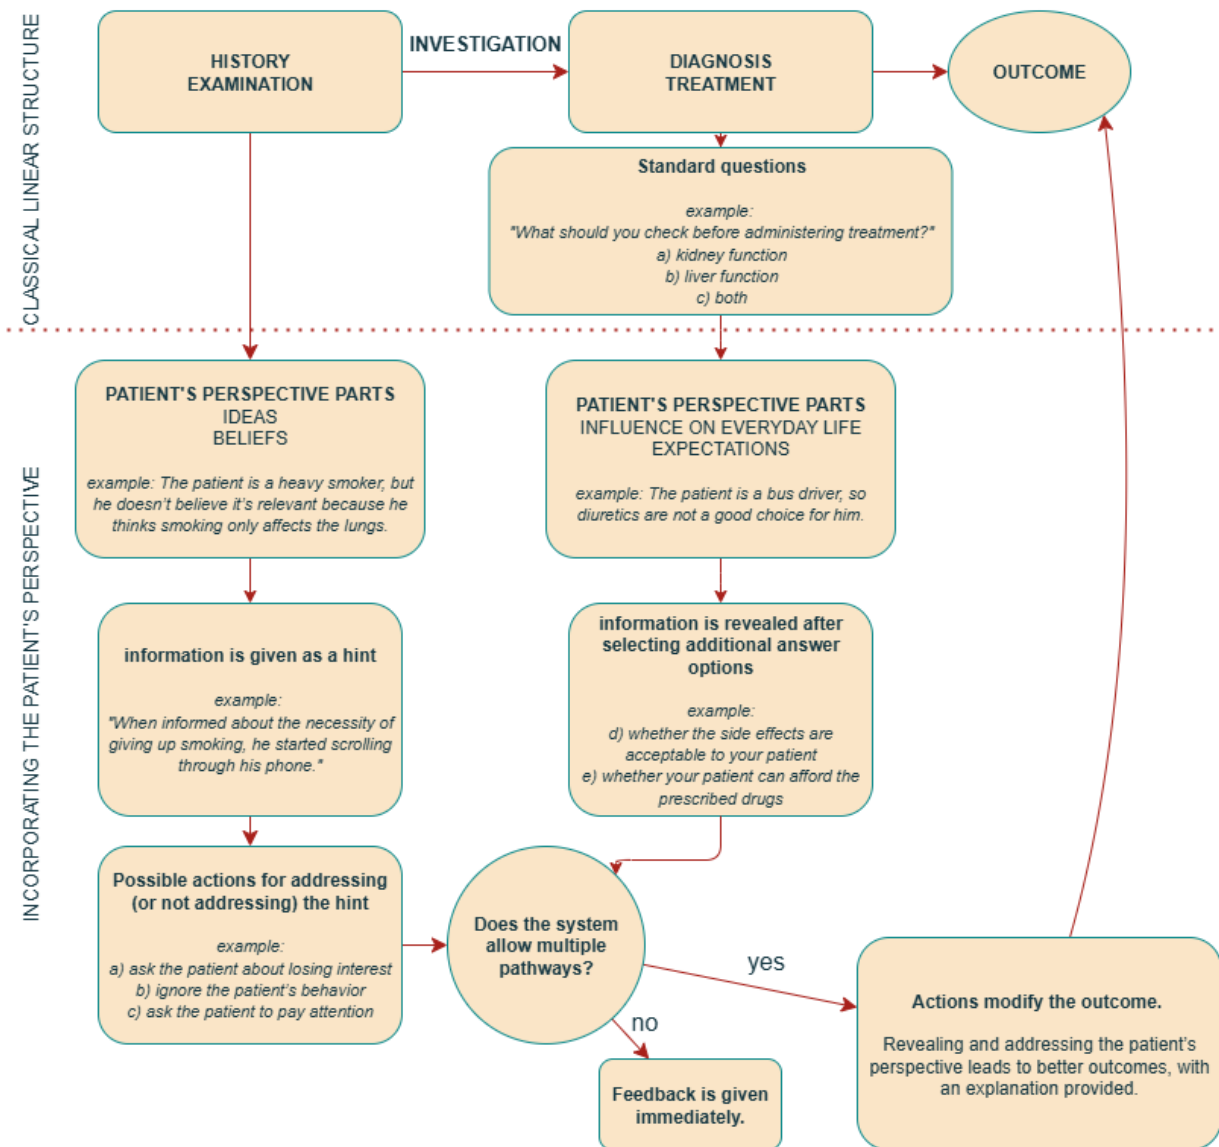 CLASSICAL LINEAR STRUCTURE
HISTORY
EXAMINATION
INVESTIGATION
DIAGNOSIS
TREATMENT
OUTCOME
Standard questions
example:
"What should you check before administering treatment?"
a) kidney function
b) liver function
c) both
INCORPORATING THE PATIENT'S PERSPECTIVE
PATIENT'S PERSPECTIVE PARTS
IDEAS
BELIEFS
example: The patient is a heavy smoker, but
he doesn't believe it's relevant because he
thinks smoking only affects the lungs.
PATIENT'S PERSPECTIVE PARTS
INFLUENCE ON EVERYDAY LIFE
EXPECTATIONS
example: The patient is a bus driver, so
diuretics are not a good choice for him.
information is given as a hint
example:
"When informed about the necessity of
giving up smoking, he started scrolling
through his phone."
information is revealed after
selecting additional answer
options
example:
d) whether the side effects are
acceptable to your patient
e) whether your patient can afford the
prescribed drugs
Possible actions for addressing
(or not addressing) the hint
example:
a) ask the patient about losing interest
b) ignore the patient's behavior
c) ask the patient to pay attention
Does the system
allow multiple
pathways?
yes
no
Feedback is given
immediately.
Actions modify the outcome.
Revealing and addressing the patient's
perspective leads to better outcomes, with
an explanation provided.